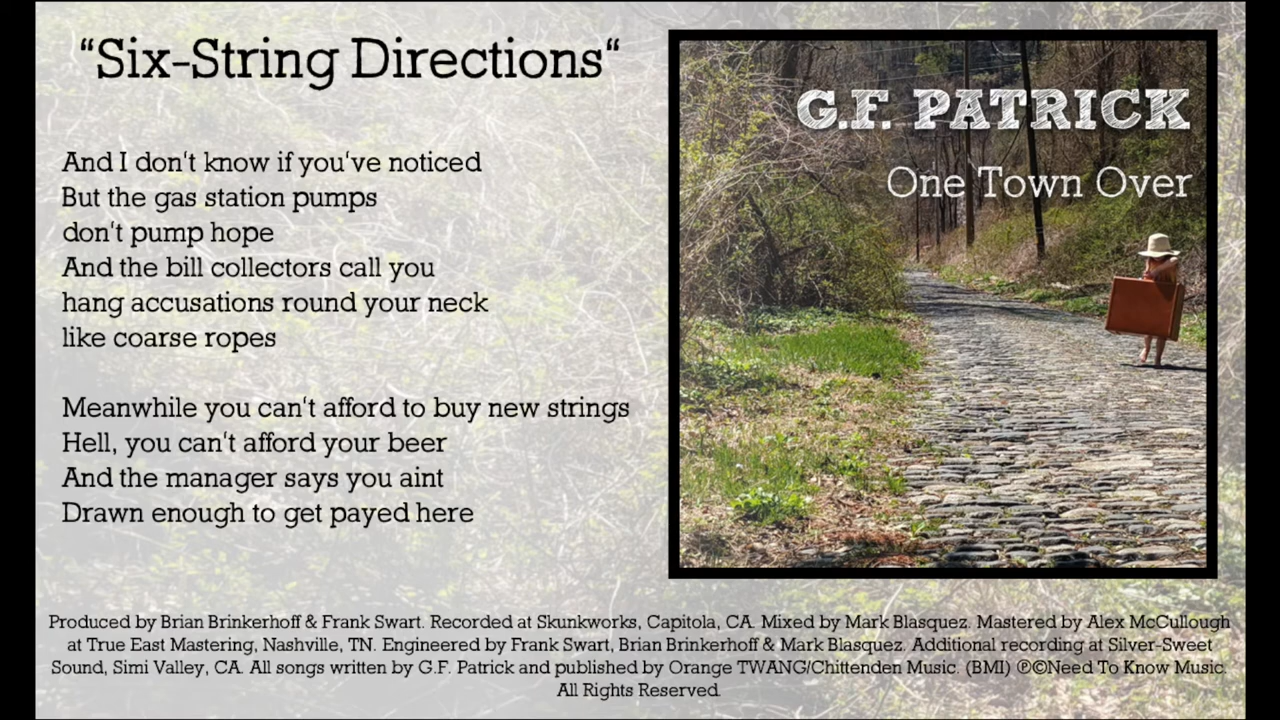 “Six-String Directions“
And I don't know if you've noticed
But the gas station pumps
don't pump hope
And the bill collectors call you
hang accusations round your neck
like coarse ropes
Meanwhile you can't afford to buy new strings
Hell, you can't afford your beer
And the manager says you aint
Drawn enough to get payed here
G.F. PATRICK
One Town Over
Produced by Brian Brinkerhoff & Frank Swart. Recorded at Skunkworks, Capitola, CA. Mixed by Mark Blasquez. Mastered by Alex McCullough
at True East Mastering, Nashville, TN. Engineered by Frank Swart, Brian Brinkerhoff & Mark Blasquez. Additional recording at Silver-Sweet
Sound, Simi Valley, CA. All songs written by G.F. Patrick and published by Orange TWANG/Chittenden Music. (BMI) ℗©Need To Know Music.
All Rights Reserved.